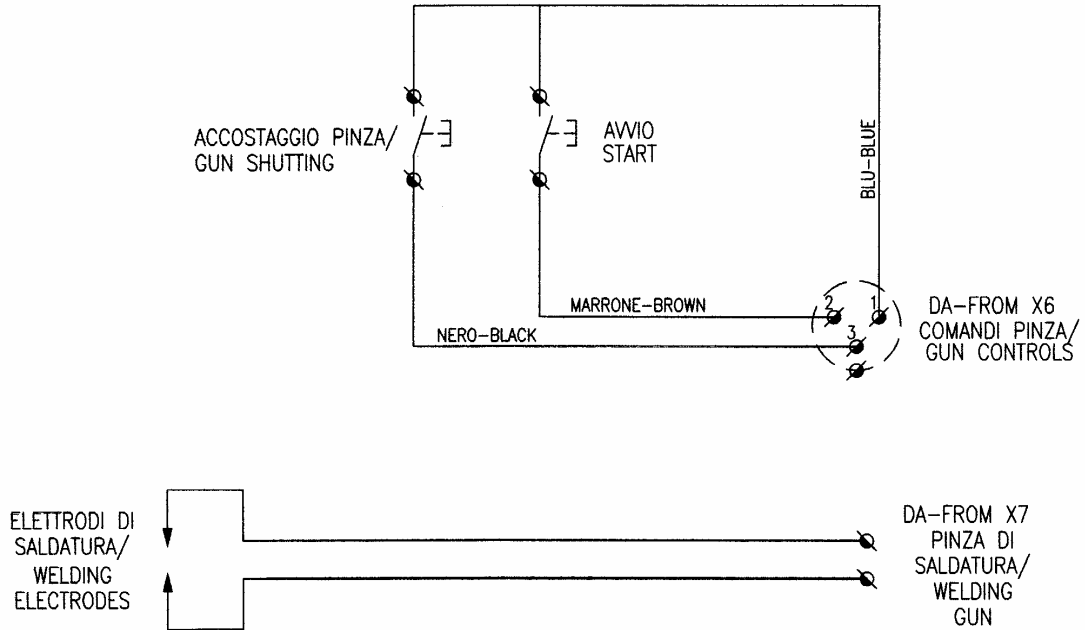 ACCOSTAGGIO PINZA/
GUN SHUTTING
AVVIO
START
BLU-BLUE
MARRONE-BROWN
NERO-BLACK
2
1
3
DA-FROM X6
COMANDI PINZA/
GUN CONTROLS
ELETTRODI DI
SALDATURA/
WELDING
ELECTRODES
DA-FROM X7
PINZA DI
SALDATURA/
WELDING
GUN